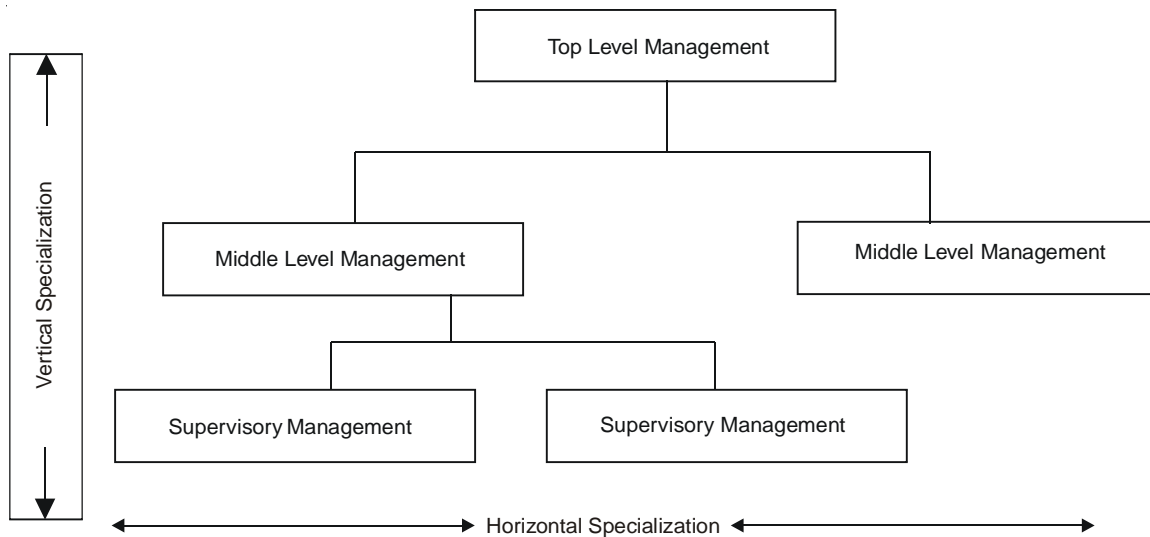 Top Level Management
Vertical Specialization
Middle Level Management
Middle Level Management
Supervisory Management
Supervisory Management
Horizontal Specialization